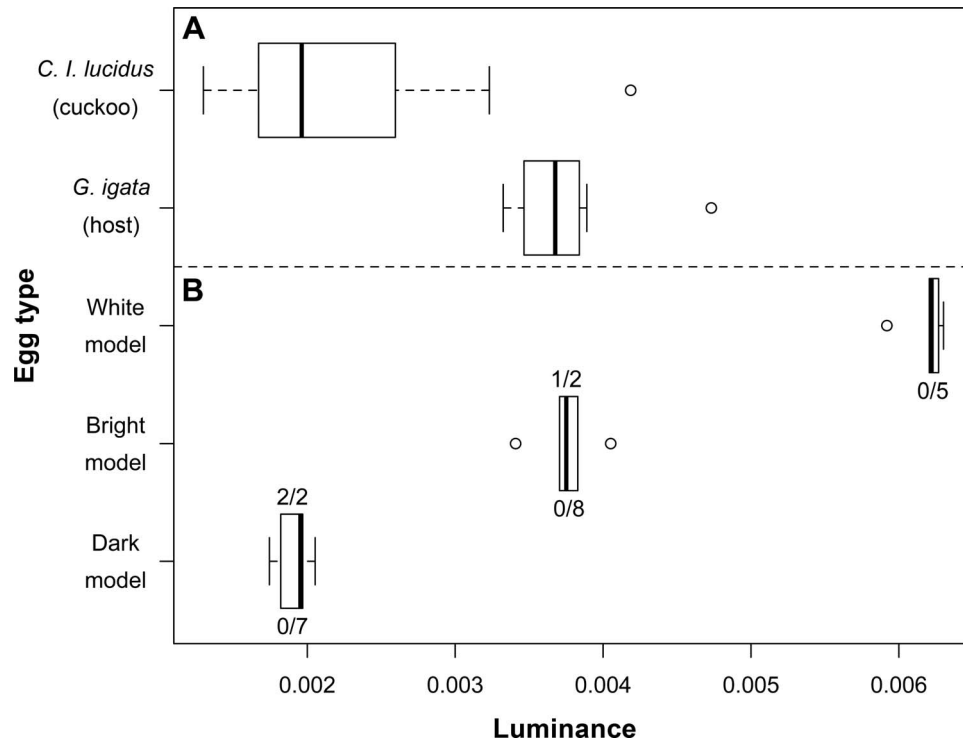 A
C. l. lucidus
(cuckoo)
G. igata
(host)
B
White
model
0/5
1/2
Bright
model
0/8
2/2
Dark
model
0/7
Egg type
0.002 0.003 0.004 0.005 0.006
Luminance